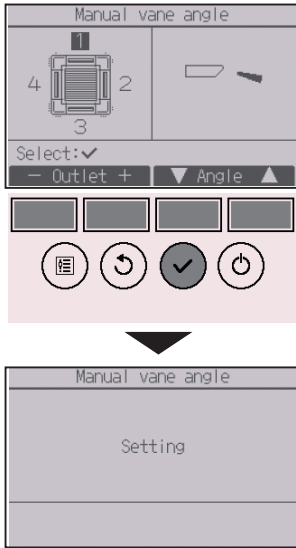 Manual vane angle
1
4 2
3
Select:✔
− Outlet + ▼ Angle ▲
Manual vane angle
Setting